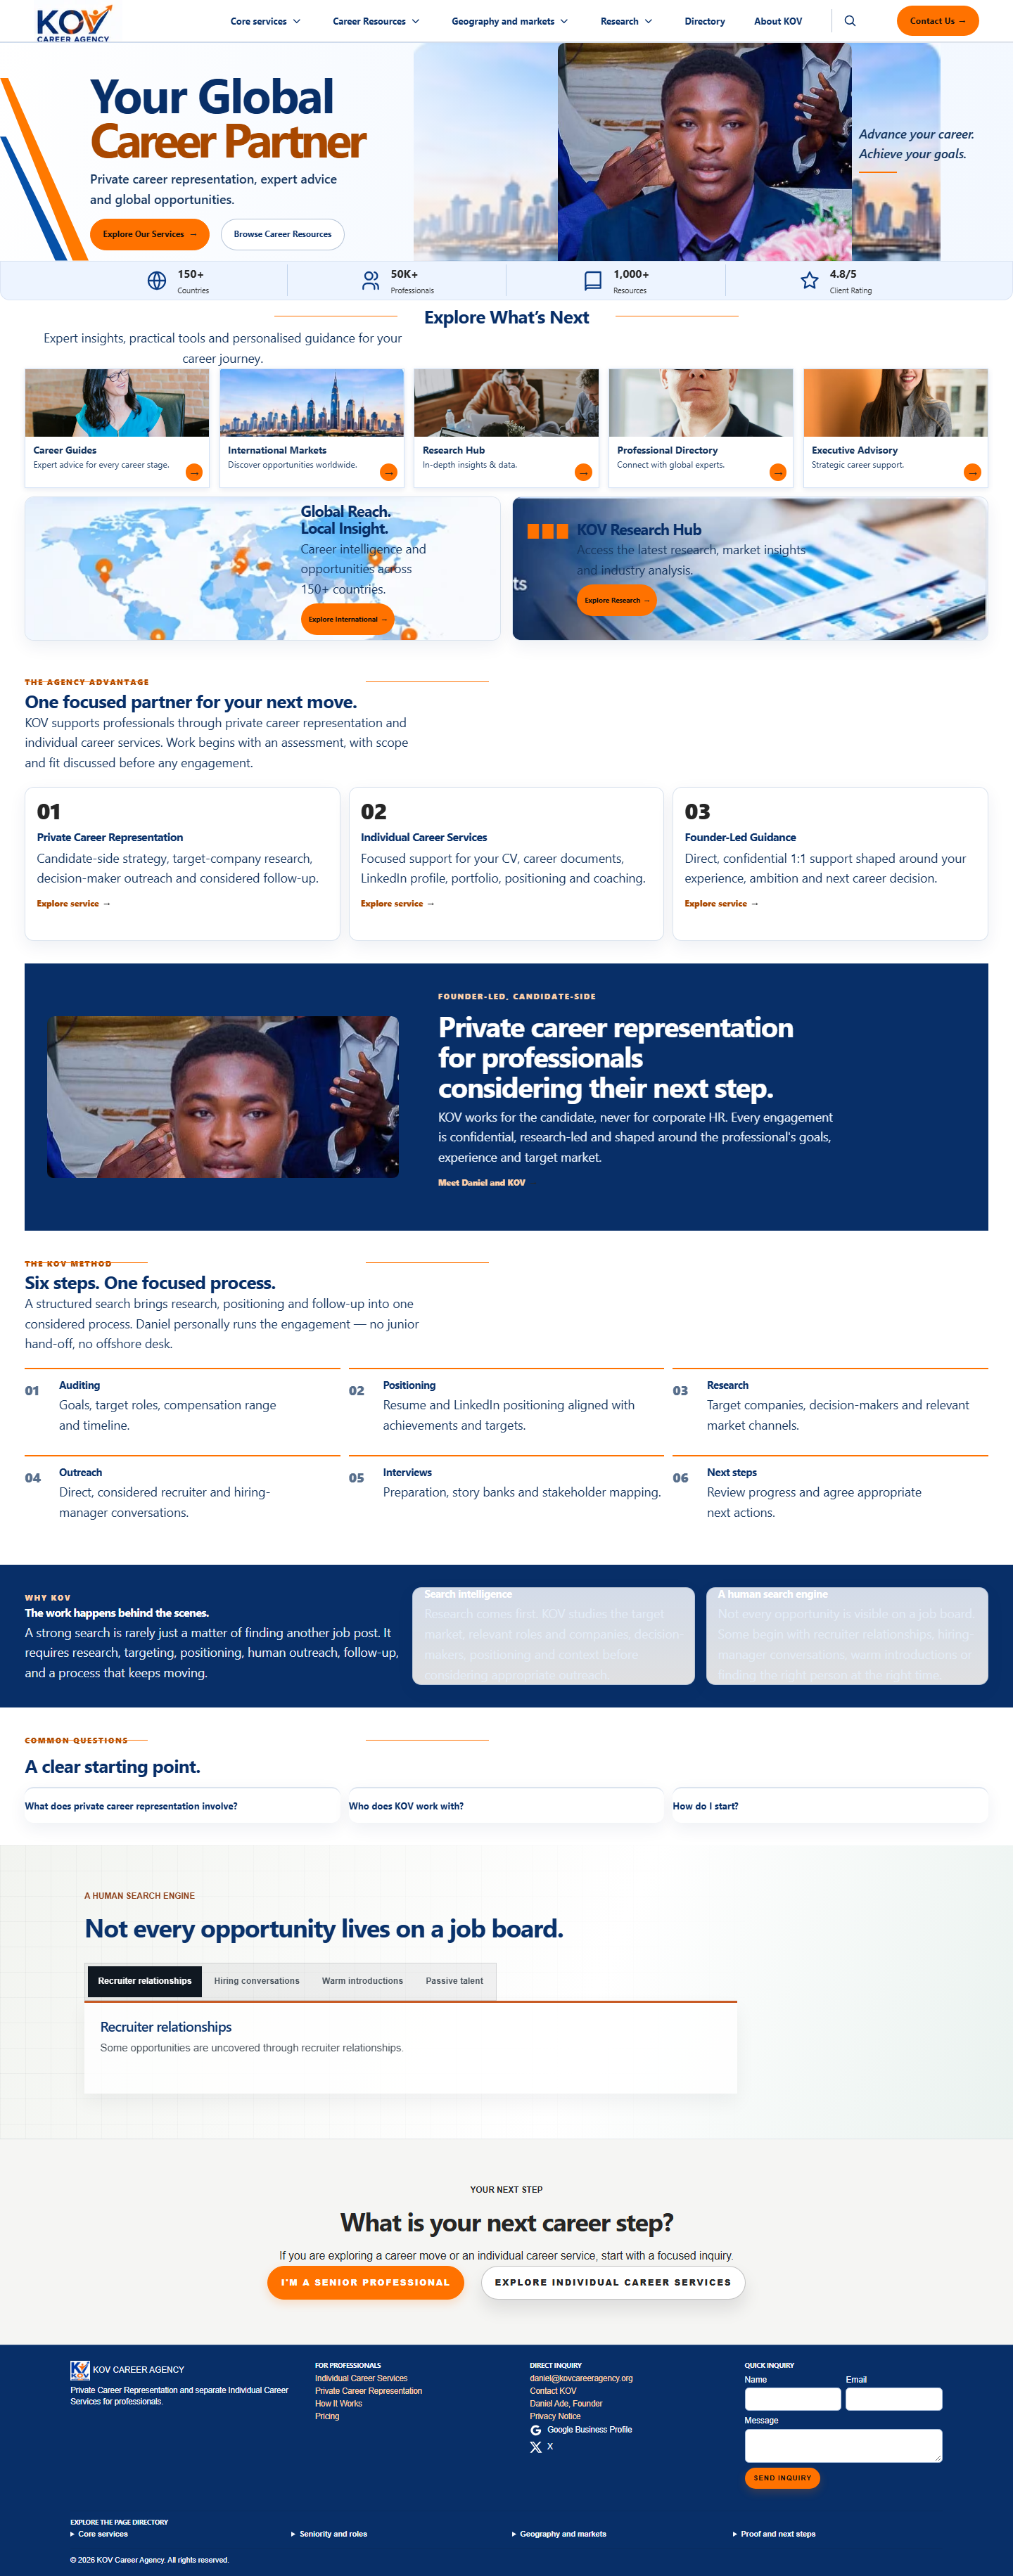 KOV
CAREER AGENCY
Core services
Career Resources
Geography and markets
Research
Directory
About KOV
Contact Us →
Your Global
Career Partner
Private career representation, expert advice
and global opportunities.
Explore Our Services →
Browse Career Resources
Advance your career.
Achieve your goals.
150+
Countries
50K+
Professionals
1,000+
Resources
4.8/5
Client Rating
Explore What's Next
Expert insights, practical tools and personalised guidance for your
career journey.
Career Guides
Expert advice for every career stage.
→
International Markets
Discover opportunities worldwide.
→
Research Hub
In-depth insights & data.
→
Professional Directory
Connect with global experts.
→
Executive Advisory
Strategic career support.
→
Global Reach.
Local Insight.
Career intelligence and
opportunities across
150+ countries.
Explore International →
KOV Research Hub
Access the latest research, market insights
and industry analysis.
Explore Research →
THE AGENCY ADVANTAGE
One focused partner for your next move.
KOV supports professionals through private career representation and
individual career services. Work begins with an assessment, with scope
and fit discussed before any engagement.
01
Private Career Representation
Candidate-side strategy, target-company research,
decision-maker outreach and considered follow-up.
Explore service →
02
Individual Career Services
Focused support for your CV, career documents,
LinkedIn profile, portfolio, positioning and coaching.
Explore service →
03
Founder-Led Guidance
Direct, confidential 1:1 support shaped around your
experience, ambition and next career decision.
Explore service →
FOUNDER-LED, CANDIDATE-SIDE
Private career representation
for professionals
considering their next step.
KOV works for the candidate, never for corporate HR. Every engagement
is confidential, research-led and shaped around the professional's goals,
experience and target market.
Meet Daniel and KOV
THE KOV METHOD
Six steps. One focused process.
A structured search brings research, positioning and follow-up into one
considered process. Daniel personally runs the engagement — no junior
hand-off, no offshore desk.
01
Auditing
Goals, target roles, compensation range
and timeline.
02
Positioning
Resume and LinkedIn positioning aligned with
achievements and targets.
03
Research
Target companies, decision-makers and relevant
market channels.
04
Outreach
Direct, considered recruiter and hiring-
manager conversations.
05
Interviews
Preparation, story banks and stakeholder mapping.
06
Next steps
Review progress and agree appropriate
next actions.
WHY KOV
The work happens behind the scenes.
A strong search is rarely just a matter of finding another job post. It
requires research, targeting, positioning, human outreach, follow-up,
and a process that keeps moving.
Search intelligence
Research comes first. KOV studies the target
market, relevant roles and companies, decision-
makers, positioning and context before
considering appropriate outreach.
A human search engine
Not every opportunity is visible on a job board.
Some begin with recruiter relationships, hiring-
manager conversations, warm introductions or
finding the right person at the right time.
COMMON QUESTIONS
A clear starting point.
What does private career representation involve?
Who does KOV work with?
How do I start?
A HUMAN SEARCH ENGINE
Not every opportunity lives on a job board.
Recruiter relationships
Hiring conversations
Warm introductions
Passive talent
Recruiter relationships
Some opportunities are uncovered through recruiter relationships.
YOUR NEXT STEP
What is your next career step?
If you are exploring a career move or an individual career service, start with a focused inquiry.
I'M A SENIOR PROFESSIONAL
EXPLORE INDIVIDUAL CAREER SERVICES
KOV CAREER AGENCY
Private Career Representation and separate Individual Career
Services for professionals.
FOR PROFESSIONALS
Individual Career Services
Private Career Representation
How It Works
Pricing
DIRECT INQUIRY
daniel@kovcareeragency.org
Contact KOV
Daniel Ade, Founder
Privacy Notice
Google Business Profile
X
QUICK INQUIRY
Name
Email
Message
SEND INQUIRY
EXPLORE THE PAGE DIRECTORY
Core services
Seniority and roles
Geography and markets
Proof and next steps
© 2026 KOV Career Agency. All rights reserved.